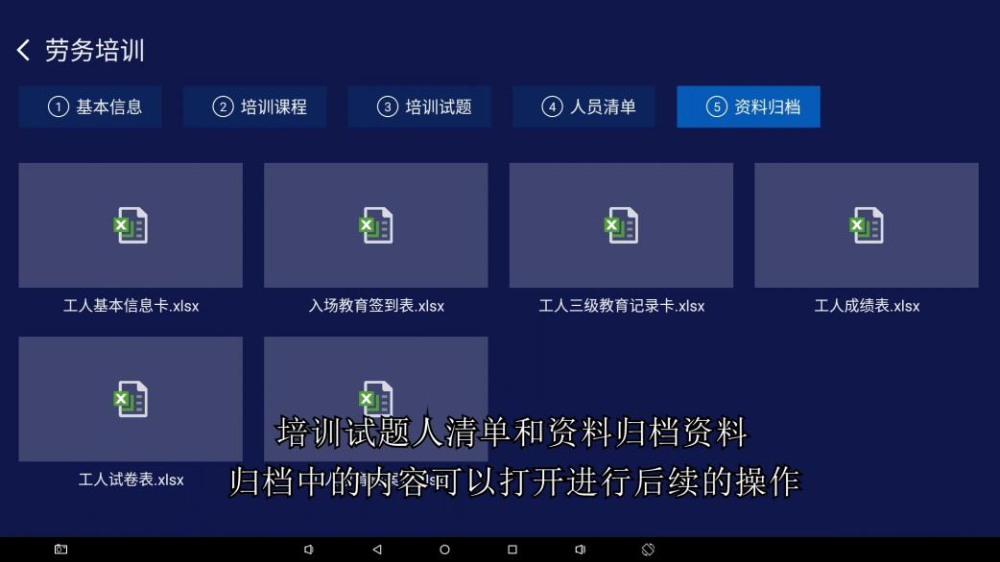 劳务培训
1 基本信息
2 培训课程
3 培训试题
4 人员清单
5 资料归档
工人基本信息卡.xlsx
入场教育签到表.xlsx
工人三级教育记录卡.xlsx
工人成绩表.xlsx
工人试卷表.xlsx
培训试题人清单和资料归档资料
归档中的内容可以打开进行后续的操作